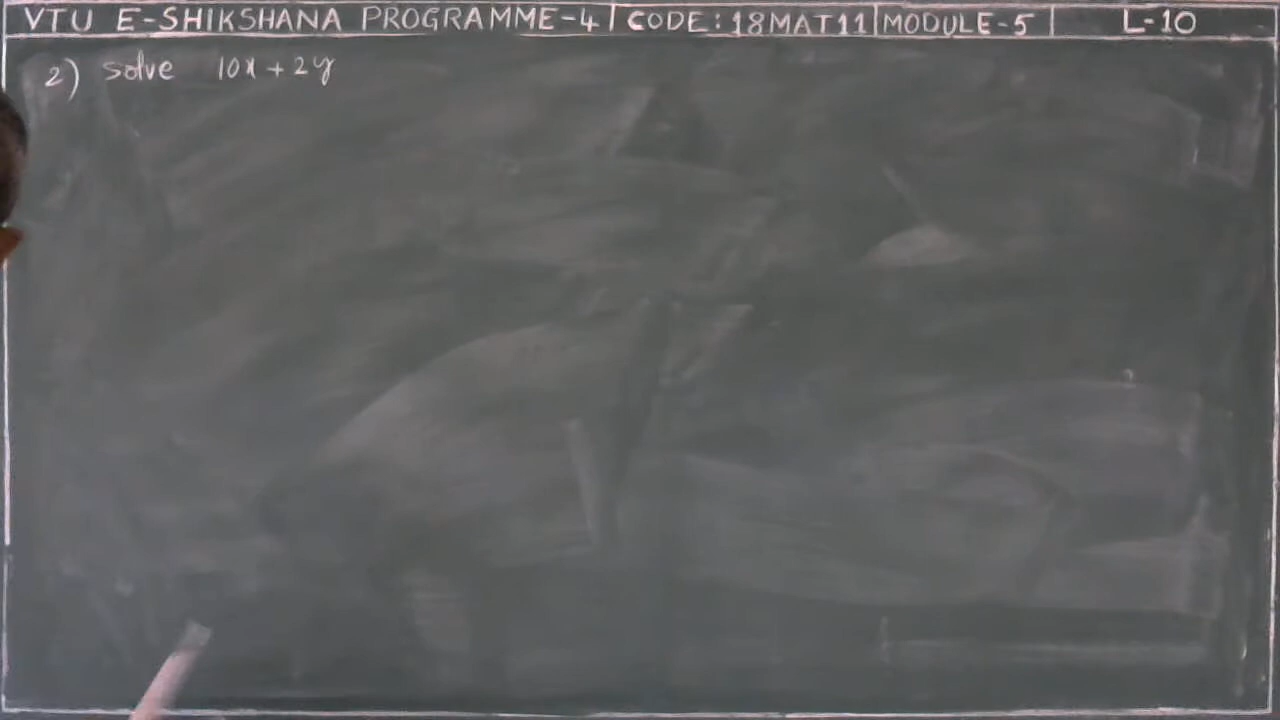 VTU E-SHIKSHANA PROGRAMME-4 | CODE: 18MAT11 | MODULE-5 | L-10
2) solve 10x + 2y